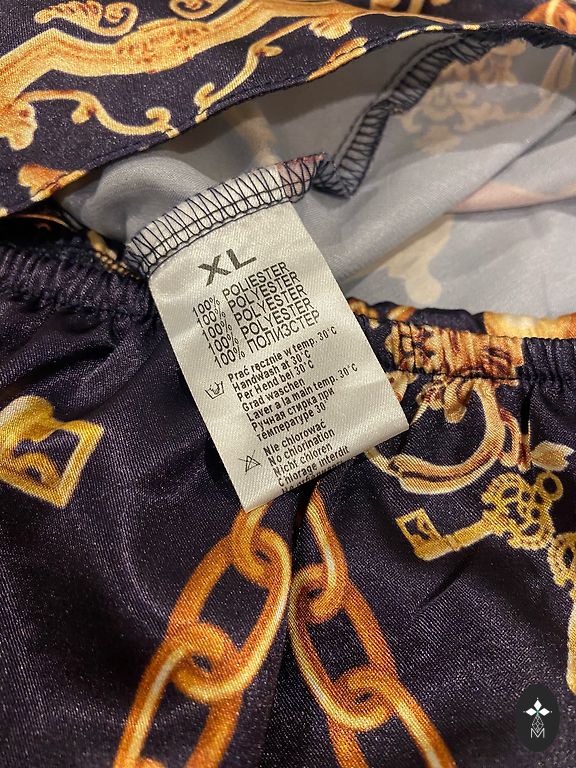 XL
100% POLIESTER
100% POLYESTER
100% POLYESTER
100% POLYESTER
100% ПОЛИЭСТЕР
Prać ręcznie w temp. 30°C
Handwash at 30°C
Per Hend bei 30°C
Grad waschen
Laver a la main temp. 30°C
Ручная стирка при
температуре 30°
Nie chlorować
No chlorination
Nicht chloren
Chlorage interdit
M